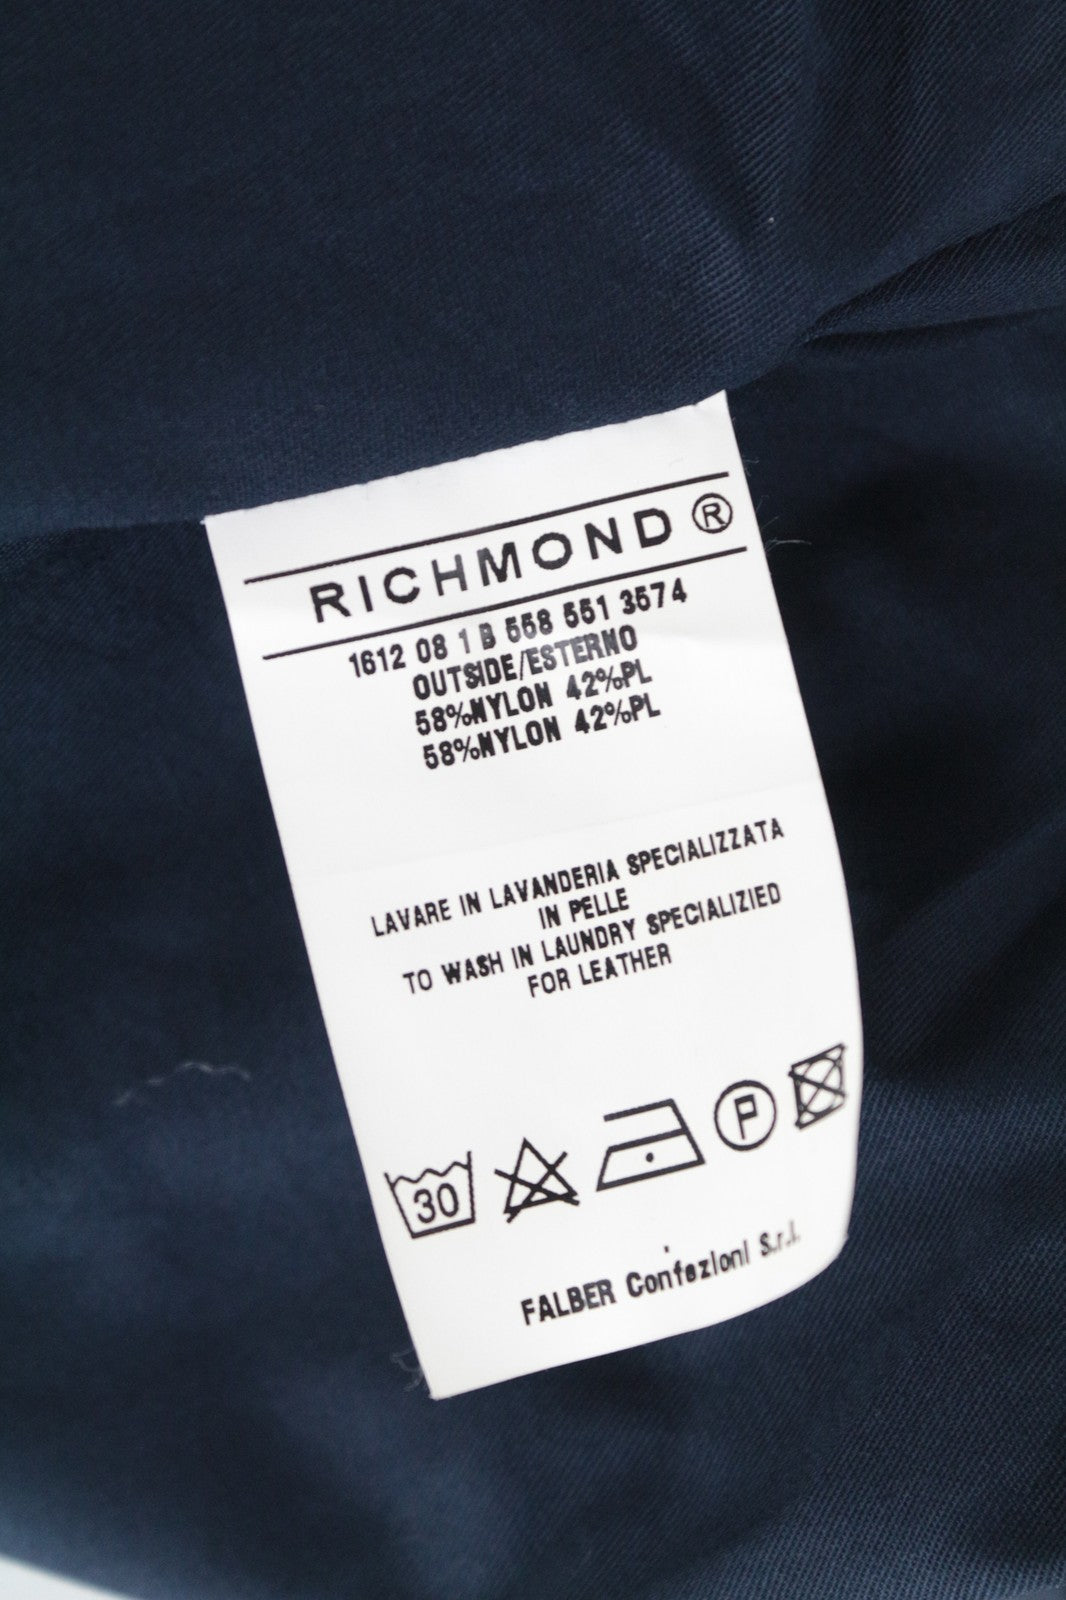 RICHMOND ®
1612 08 1 B 558 551 3574
OUTSIDE/ESTERNO
58%NYLON 42%PL
58%NYLON 42%PL
LAVARE IN LAVANDERIA SPECIALIZZATA
IN PELLE
TO WASH IN LAUNDRY SPECIALIZIED
FOR LEATHER
30 P
FALBER Confezioni S.r.l.